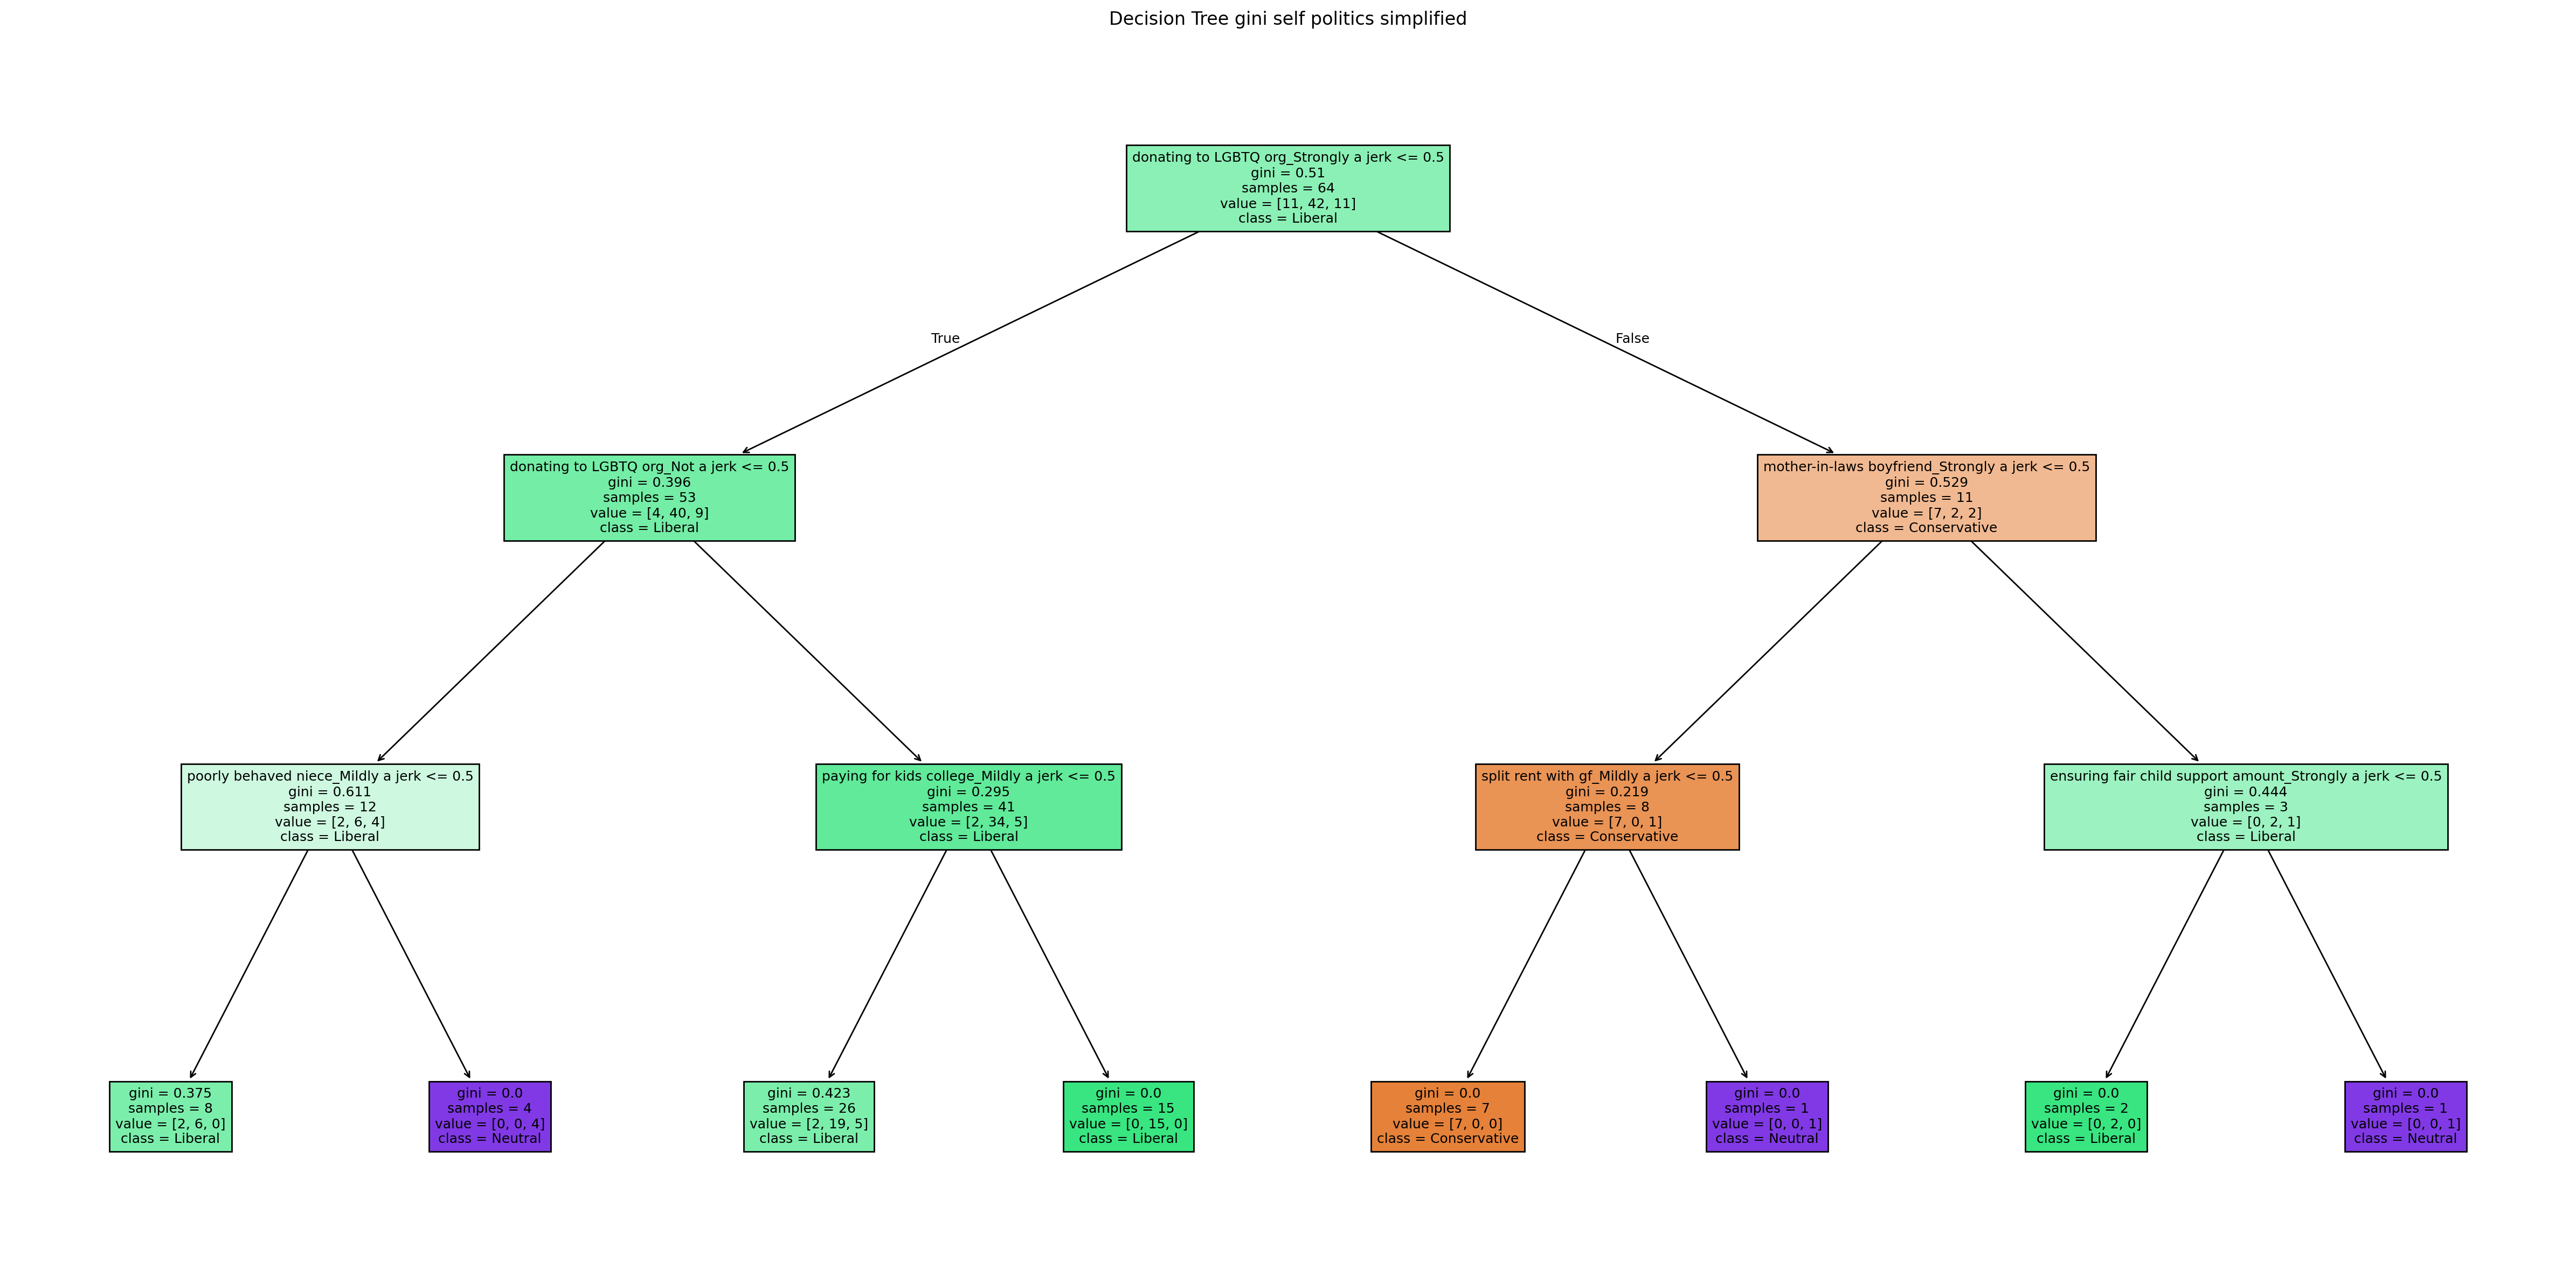 Decision Tree gini self politics simplified
donating to LGBTQ org_Strongly a jerk <= 0.5
gini = 0.51
samples = 64
value = [11, 42, 11]
class = Liberal
True
False
donating to LGBTQ org_Not a jerk <= 0.5
gini = 0.396
samples = 53
value = [4, 40, 9]
class = Liberal
mother-in-laws boyfriend_Strongly a jerk <= 0.5
gini = 0.529
samples = 11
value = [7, 2, 2]
class = Conservative
poorly behaved niece_Mildly a jerk <= 0.5
gini = 0.611
samples = 12
value = [2, 6, 4]
class = Liberal
paying for kids college_Mildly a jerk <= 0.5
gini = 0.295
samples = 41
value = [2, 34, 5]
class = Liberal
split rent with gf_Mildly a jerk <= 0.5
gini = 0.219
samples = 8
value = [7, 0, 1]
class = Conservative
ensuring fair child support amount_Strongly a jerk <= 0.5
gini = 0.444
samples = 3
value = [0, 2, 1]
class = Liberal
gini = 0.375
samples = 8
value = [2, 6, 0]
class = Liberal
gini = 0.0
samples = 4
value = [0, 0, 4]
class = Neutral
gini = 0.423
samples = 26
value = [2, 19, 5]
class = Liberal
gini = 0.0
samples = 15
value = [0, 15, 0]
class = Liberal
gini = 0.0
samples = 7
value = [7, 0, 0]
class = Conservative
gini = 0.0
samples = 1
value = [0, 0, 1]
class = Neutral
gini = 0.0
samples = 2
value = [0, 2, 0]
class = Liberal
gini = 0.0
samples = 1
value = [0, 0, 1]
class = Neutral